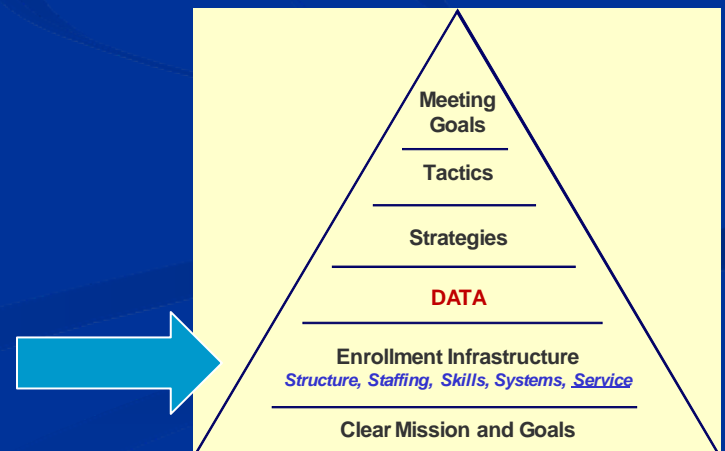 Meeting
Goals
Tactics
Strategies
DATA
Enrollment Infrastructure
Structure, Staffing, Skills, Systems, Service
Clear Mission and Goals